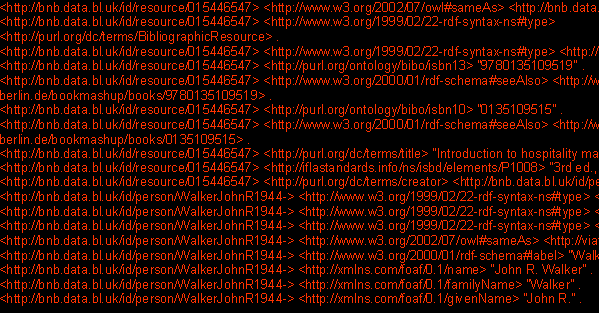 <http://bnb.data.bl.uk/id/resource/015446547> <http://www.w3.org/2002/07/owl#sameAs> <http://bnb.data.
<http://bnb.data.bl.uk/id/resource/015446547> <http://www.w3.org/1999/02/22-rdf-syntax-ns#type>
<http://purl.org/dc/terms/BibliographicResource> .
<http://bnb.data.bl.uk/id/resource/015446547> <http://www.w3.org/1999/02/22-rdf-syntax-ns#type> <http://
<http://bnb.data.bl.uk/id/resource/015446547> <http://purl.org/ontology/bibo/isbn13> "9780135109519" .
<http://bnb.data.bl.uk/id/resource/015446547> <http://www.w3.org/2000/01/rdf-schema#seeAlso> <http://w
berlin.de/bookmashup/books/9780135109519> .
<http://bnb.data.bl.uk/id/resource/015446547> <http://purl.org/ontology/bibo/isbn10> "0135109515" .
<http://bnb.data.bl.uk/id/resource/015446547> <http://www.w3.org/2000/01/rdf-schema#seeAlso> <http://w
berlin.de/bookmashup/books/0135109515> .
<http://bnb.data.bl.uk/id/resource/015446547> <http://purl.org/dc/terms/title> "Introduction to hospitality ma
<http://bnb.data.bl.uk/id/resource/015446547> <http://iflastandards.info/ns/isbd/elements/P1008> "3rd ed.,
<http://bnb.data.bl.uk/id/resource/015446547> <http://purl.org/dc/terms/creator> <http://bnb.data.bl.uk/id/pe
<http://bnb.data.bl.uk/id/person/WalkerJohnR1944-> <http://www.w3.org/1999/02/22-rdf-syntax-ns#type> <
<http://bnb.data.bl.uk/id/person/WalkerJohnR1944-> <http://www.w3.org/1999/02/22-rdf-syntax-ns#type> <
<http://bnb.data.bl.uk/id/person/WalkerJohnR1944-> <http://www.w3.org/1999/02/22-rdf-syntax-ns#type> <
<http://bnb.data.bl.uk/id/person/WalkerJohnR1944-> <http://www.w3.org/2002/07/owl#sameAs> <http://via
<http://bnb.data.bl.uk/id/person/WalkerJohnR1944-> <http://www.w3.org/2000/01/rdf-schema#label> "Walk
<http://bnb.data.bl.uk/id/person/WalkerJohnR1944-> <http://xmlns.com/foaf/0.1/name> "John R. Walker" .
<http://bnb.data.bl.uk/id/person/WalkerJohnR1944-> <http://xmlns.com/foaf/0.1/familyName> "Walker" .
<http://bnb.data.bl.uk/id/person/WalkerJohnR1944-> <http://xmlns.com/foaf/0.1/givenName> "John R." .